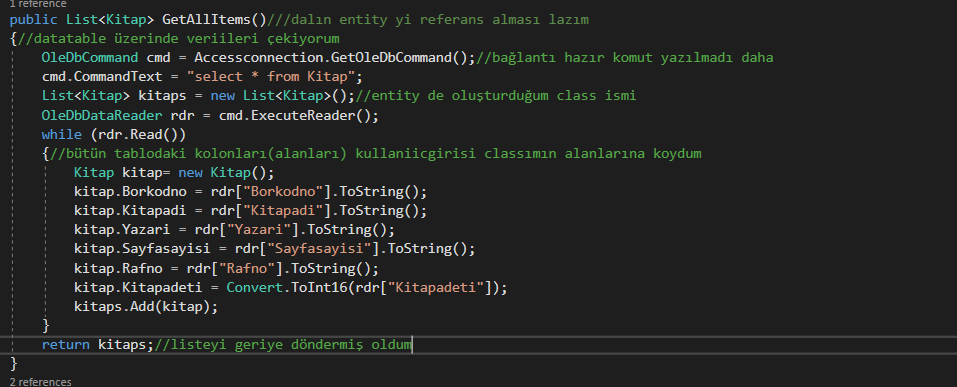 1 reference
public List<Kitap> GetAllItems()///dalın entity yi referans alması lazım
{//datatable üzerinde veriileri çekiyorum
OleDbCommand cmd = Accessconnection.GetOleDbCommand();//bağlantı hazır komut yazılmadı daha
cmd.CommandText = "select * from Kitap";
List<Kitap> kitaps = new List<Kitap>();//entity de oluşturduğum class ismi
OleDbDataReader rdr = cmd.ExecuteReader();
while (rdr.Read())
{//bütün tablodaki kolonları(alanları) kullaniicgirisi classımın alanlarına koydum
Kitap kitap= new Kitap();
kitap.Borkodno = rdr["Borkodno"].ToString();
kitap.Kitapadi = rdr["Kitapadi"].ToString();
kitap.Yazari = rdr["Yazari"].ToString();
kitap.Sayfasayisi = rdr["Sayfasayisi"].ToString();
kitap.Rafno = rdr["Rafno"].ToString();
kitap.Kitapadeti = Convert.ToInt16(rdr["Kitapadeti"]);
kitaps.Add(kitap);
}
return kitaps;//listeyi geriye döndermiş oldum
}
2 references